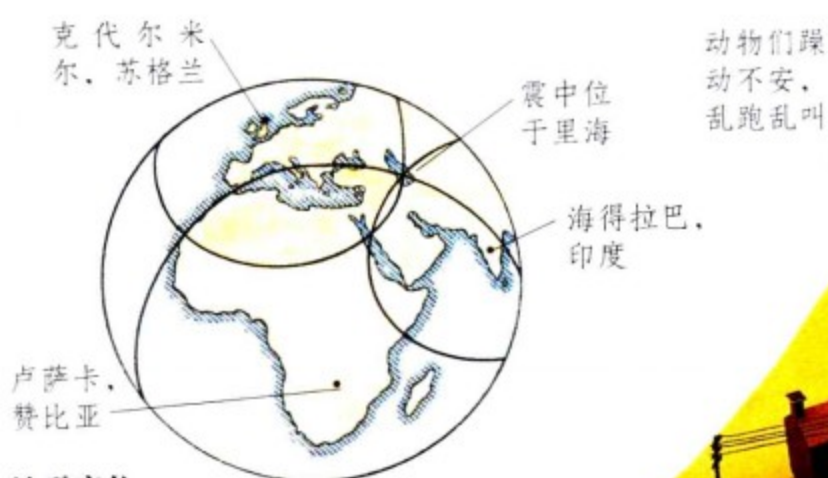 克代尔米
尔，苏格兰
震中位
于里海
海得拉巴，
印度
卢萨卡，
赞比亚
动物们躁
动不安，
乱跑乱叫